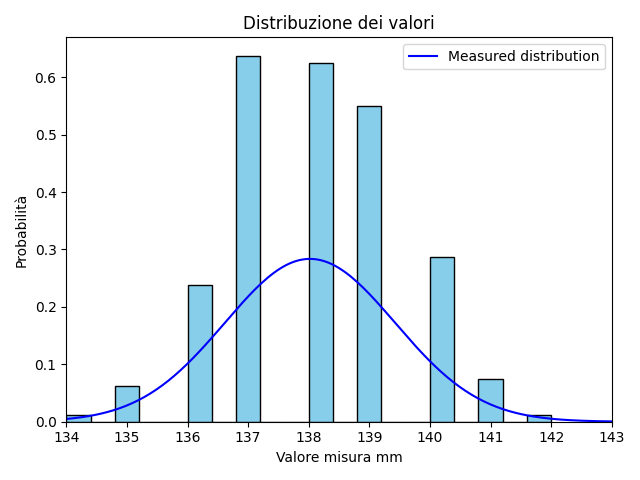 Distribuzione dei valori
Measured distribution
Probabilità
0.6
0.5
0.4
0.3
0.2
0.1
0.0
134 135 136 137 138 139 140 141 142 143
Valore misura mm